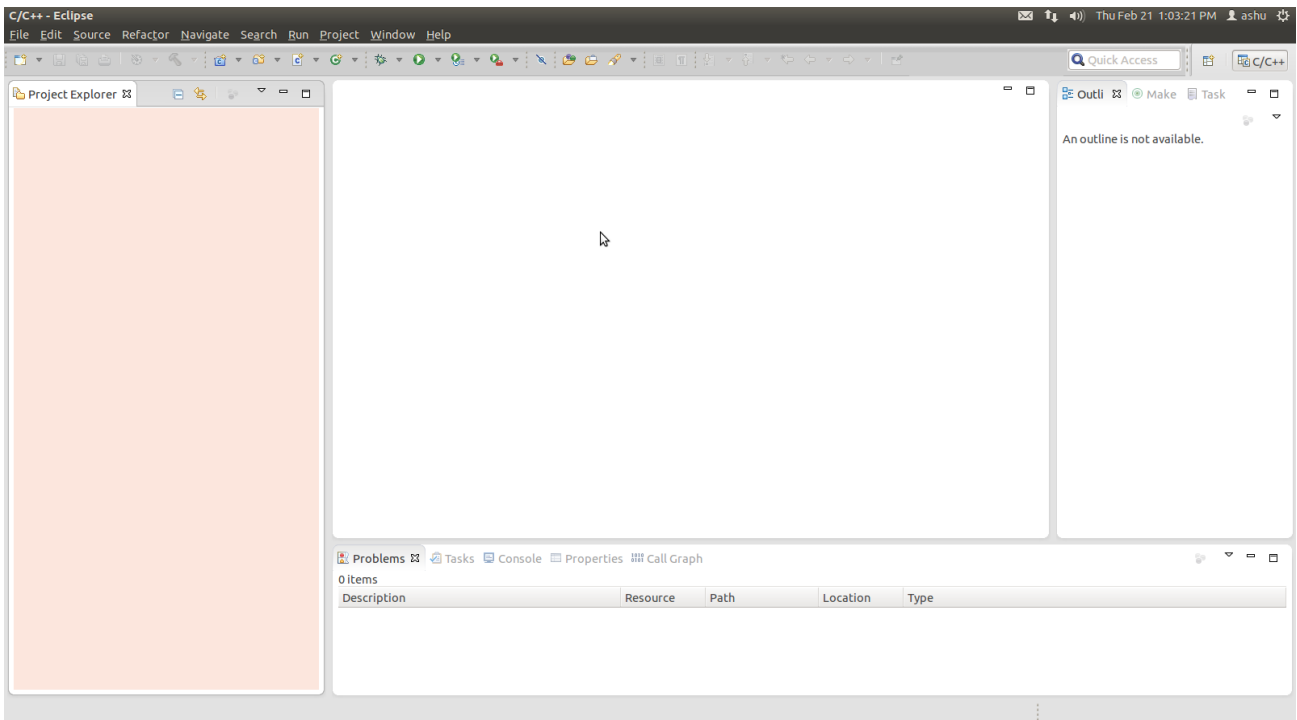 C/C++ - Eclipse
Thu Feb 21 1:03:21 PM ashu
File Edit Source Refactor Navigate Search Run Project Window Help
Quick Access
C/C++
Project Explorer
Outli Make Task
An outline is not available.
Problems Tasks Console Properties Call Graph
0 items
Description Resource Path Location Type